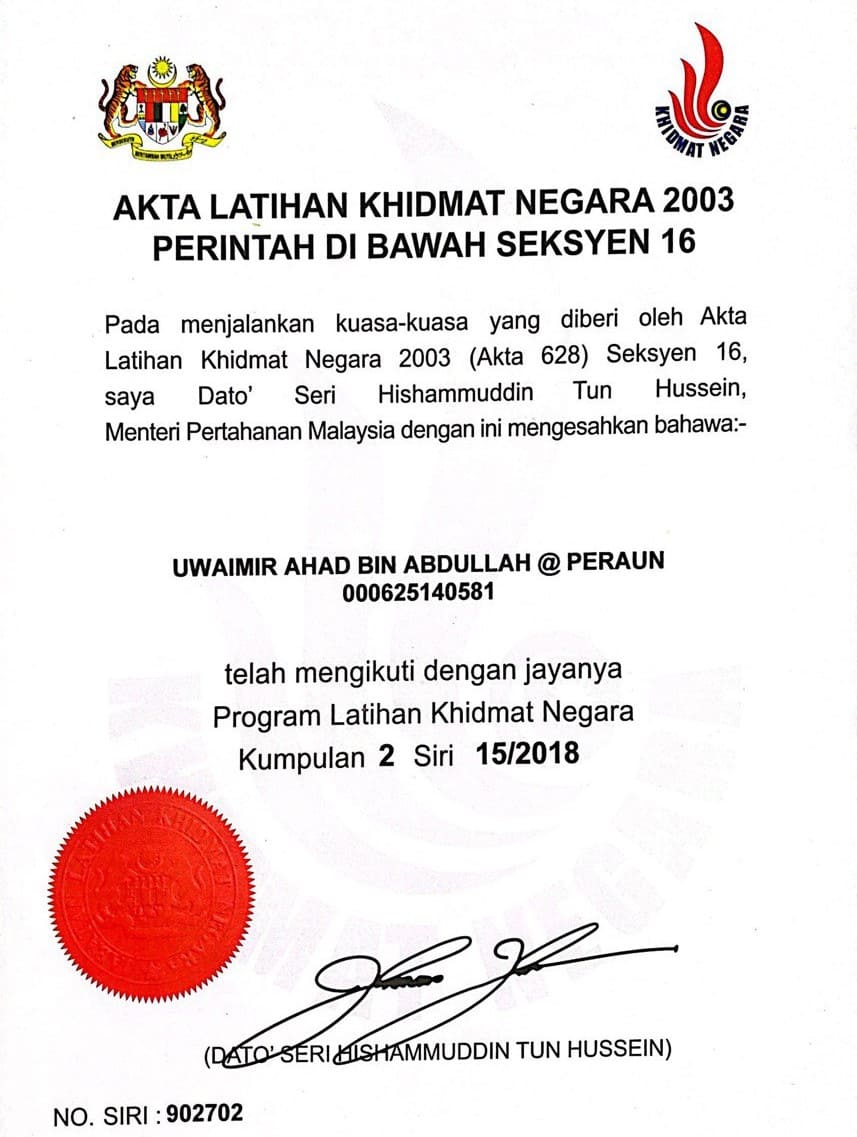 KHIDMAT NEGARA
AKTA LATIHAN KHIDMAT NEGARA 2003
PERINTAH DI BAWAH SEKSYEN 16
Pada menjalankan kuasa-kuasa yang diberi oleh Akta
Latihan Khidmat Negara 2003 (Akta 628) Seksyen 16,
saya Dato' Seri Hishammuddin Tun Hussein,
Menteri Pertahanan Malaysia dengan ini mengesahkan bahawa:-
UWAIMIR AHAD BIN ABDULLAH @ PERAUN
000625140581
telah mengikuti dengan jayanya
Program Latihan Khidmat Negara
Kumpulan 2 Siri 15/2018
LATIHAN KHIDMAT NEGARA
(DATO' SERI HISHAMMUDDIN TUN HUSSEIN)
NO. SIRI : 902702